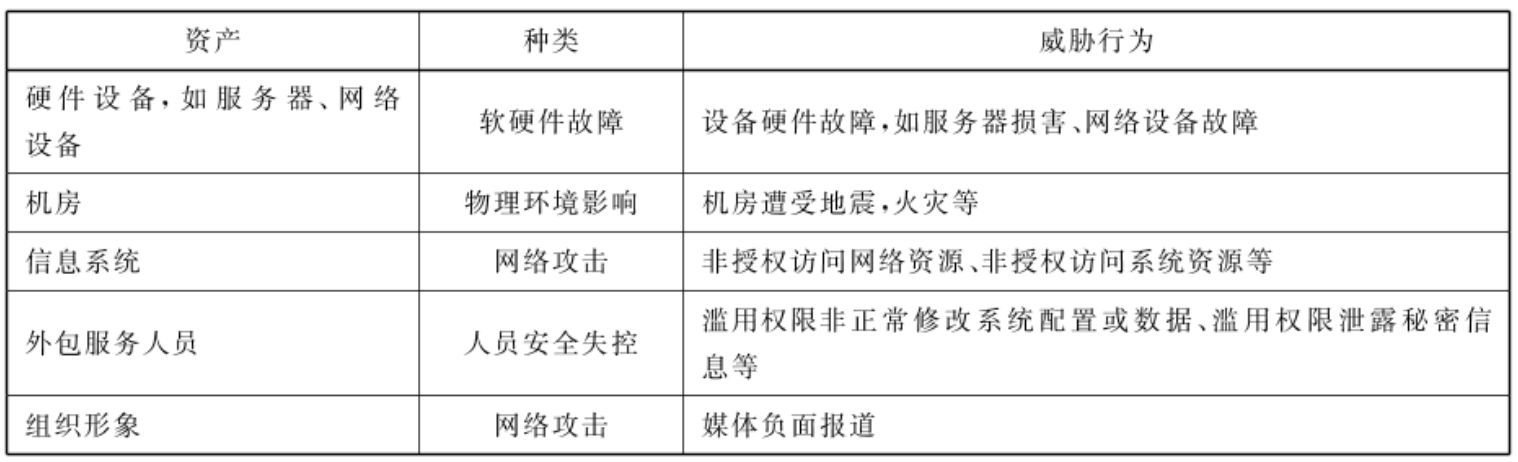 资产 种类 威胁行为
硬件设备,如服务器、网络
设备
软硬件故障
设备硬件故障,如服务器损害、网络设备故障
机房 物理环境影响 机房遭受地震,火灾等
信息系统 网络攻击 非授权访问网络资源、非授权访问系统资源等
外包服务人员 人员安全失控
滥用权限非正常修改系统配置或数据、滥用权限泄露秘密信
息等
组织形象 网络攻击 媒体负面报道